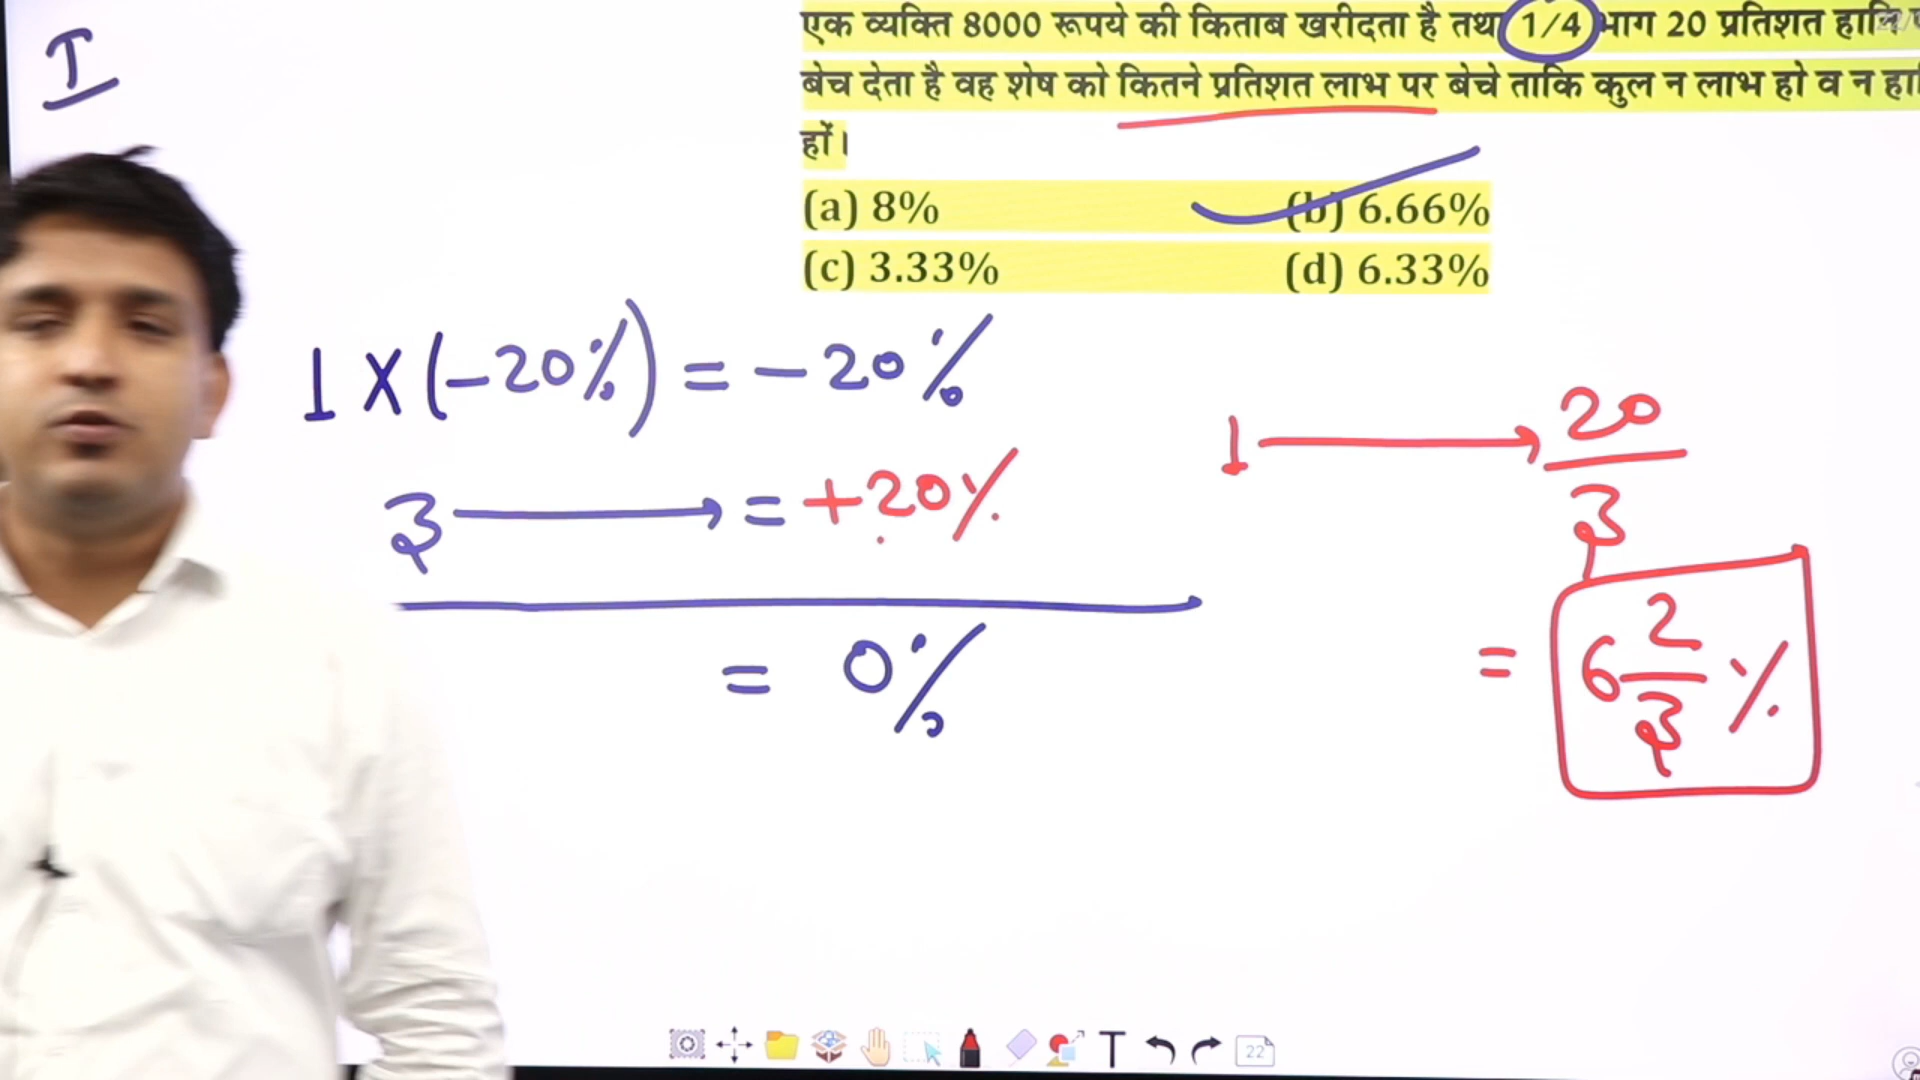 I
एक व्यक्ति 8000 रूपये की किताब खरीदता है तथा 1/4 भाग 20 प्रतिशत हानि
बेच देता है वह शेष को कितने प्रतिशत लाभ पर बेचे ताकि कुल न लाभ हो व न
हों।
(a) 8% (b) 6.66%
(c) 3.33% (d) 6.33%
1 X (-20%) = -20%
3 → = +20%
= 0%
1 → 20/3
= 6 2/3 %
T
22